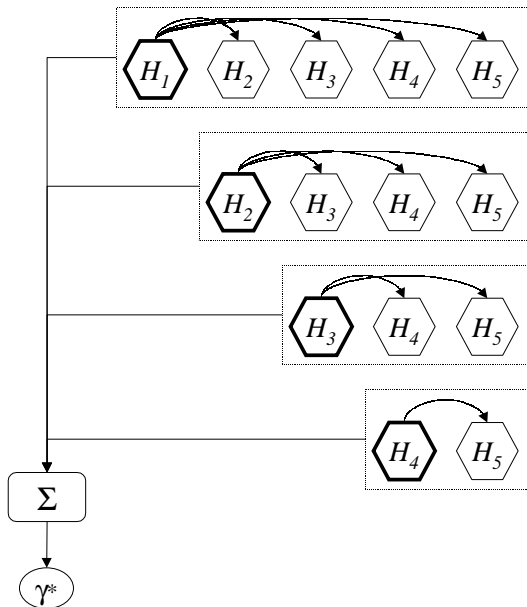 H1 H2 H3 H4 H5
H2 H3 H4 H5
H3 H4 H5
H4 H5
Σ
γ*